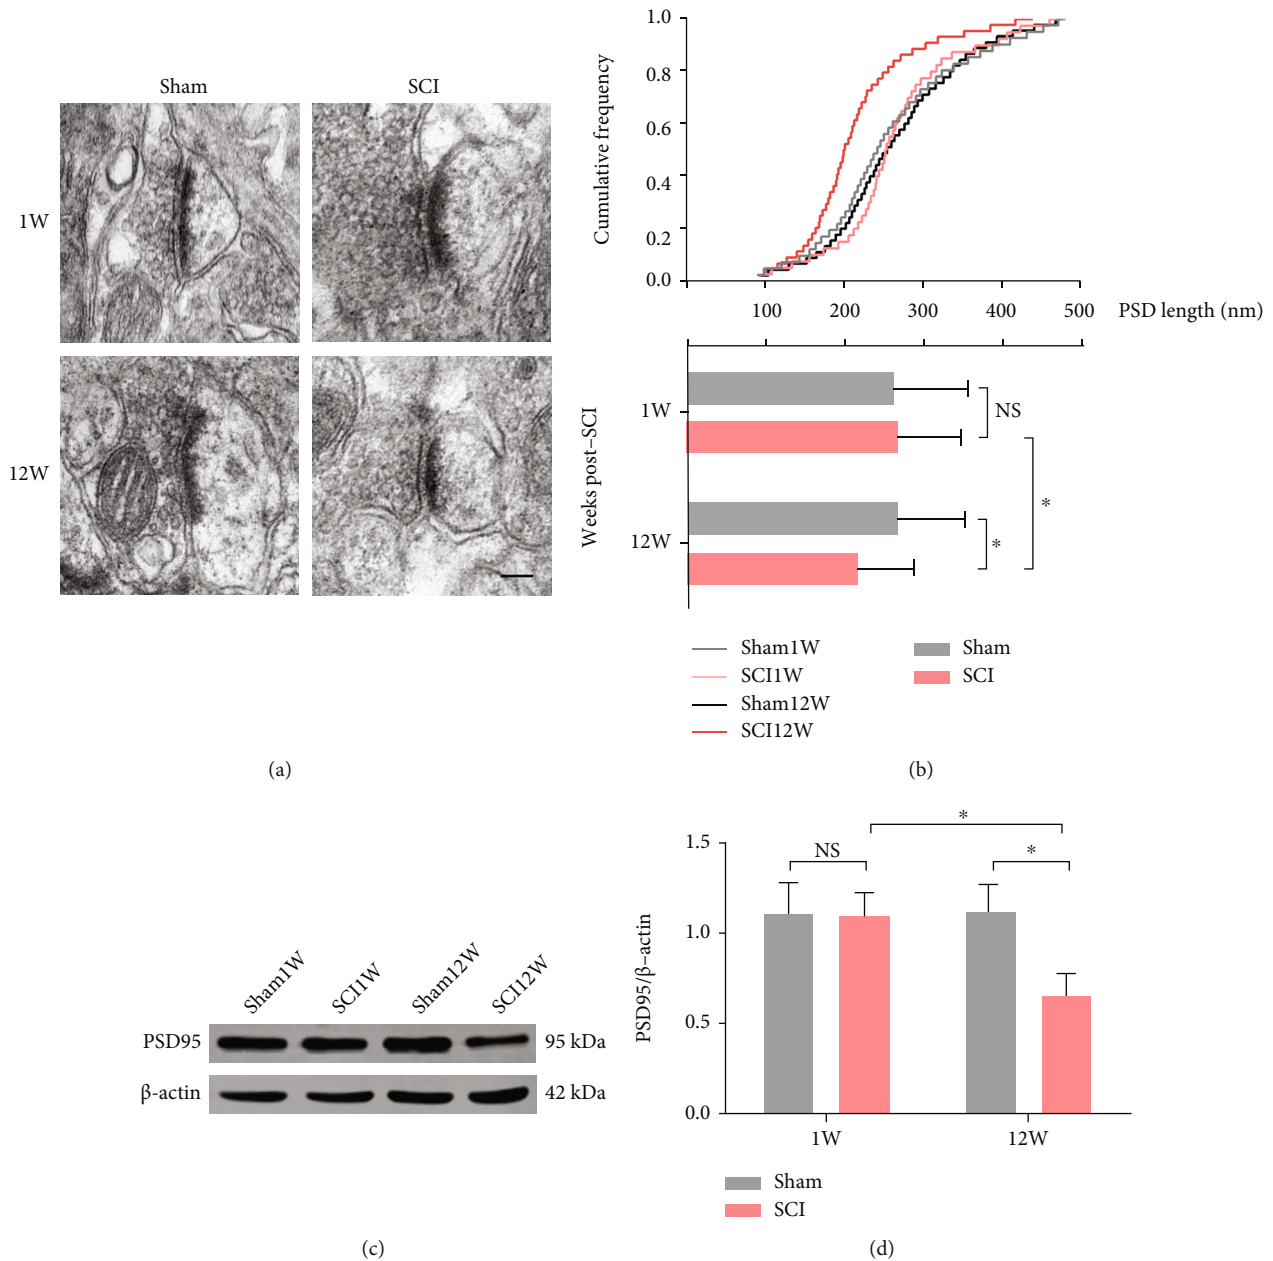 Sham
SCI
1W
12W
(a)
Cumulative frequency
1.0
0.8
0.6
0.4
0.2
0.0
100
200
300
400
500
PSD length (nm)
Weeks post–SCI
1W
NS
*
12W
*
Sham1W
SCI1W
Sham12W
SCI12W
Sham
SCI
(b)
Sham1W
SCI1W
Sham12W
SCI12W
PSD95
95 kDa
β-actin
42 kDa
(c)
PSD95/β–actin
1.5
1.0
0.5
0.0
NS
*
*
1W
12W
Sham
SCI
(d)